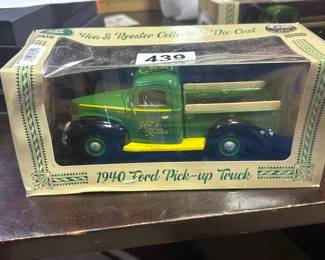 Hen & Rooster Collectible Die Cast
439
Hen &
Rooster
1940 Ford Pick-up Truck